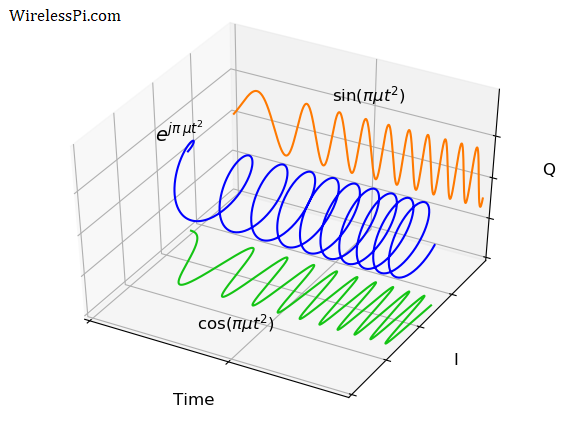 WirelessPi.com
sin(πμt²)
e^{jπμt²}
Q
cos(πμt²)
I
Time